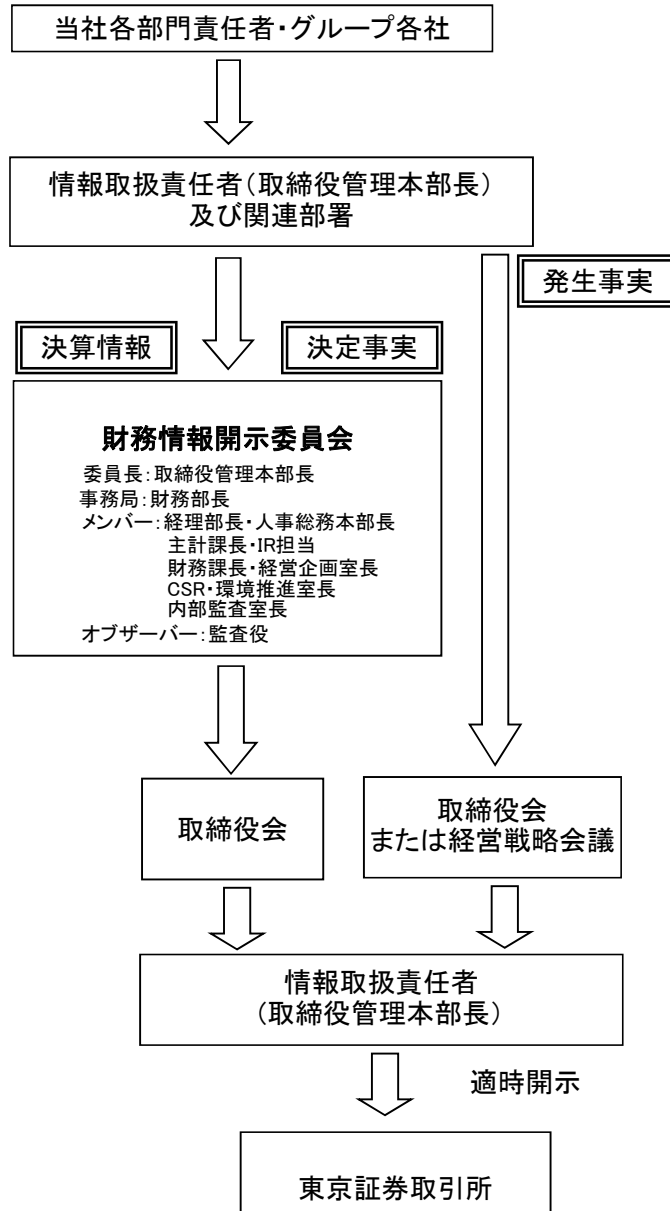 当社各部門責任者・グループ各社
情報取扱責任者（取締役管理本部長）
及び関連部署
発生事実
決算情報
決定事実
財務情報開示委員会
委員長：取締役管理本部長
事務局：財務部長
メンバー：経理部長・人事総務本部長
主計課長・IR担当
財務課長・経営企画室長
CSR・環境推進室長
内部監査室長
オブザーバー：監査役
取締役会
取締役会
または経営戦略会議
情報取扱責任者
（取締役管理本部長）
適時開示
東京証券取引所